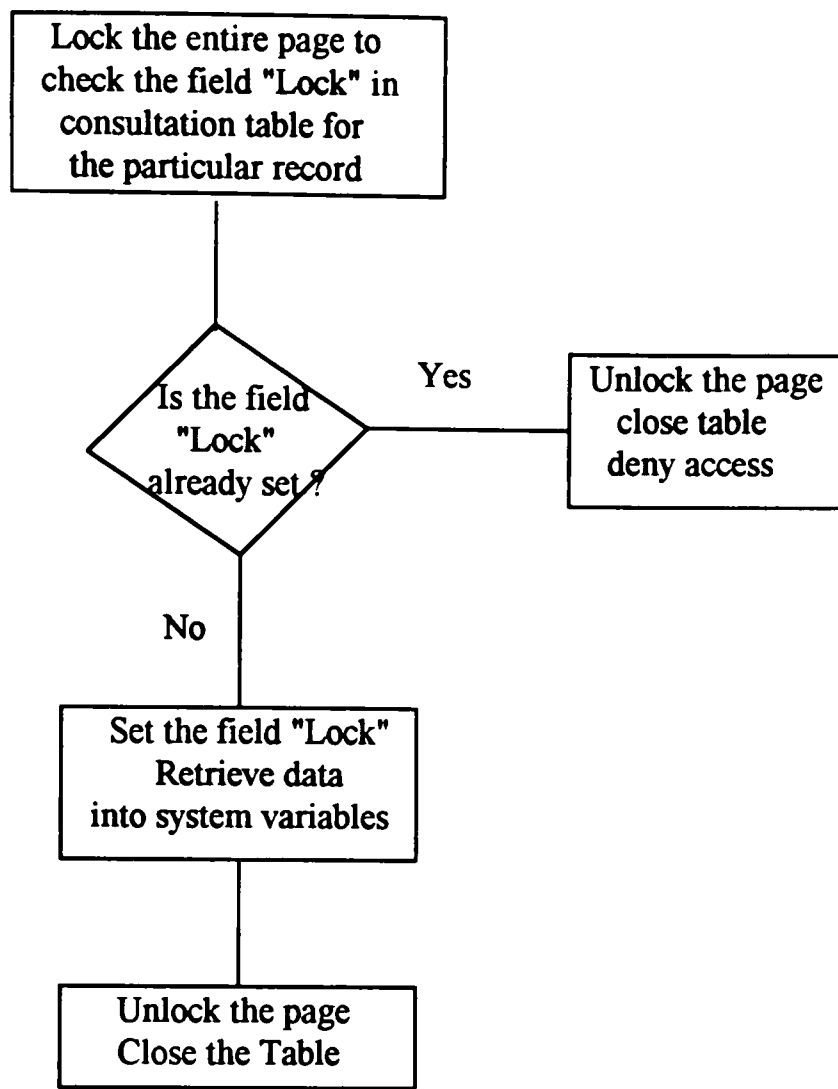 Lock the entire page to
check the field "Lock" in
consultation table for
the particular record
Is the field
"Lock"
already set ?
Yes
Unlock the page
close table
deny access
No
Set the field "Lock"
Retrieve data
into system variables
Unlock the page
Close the Table